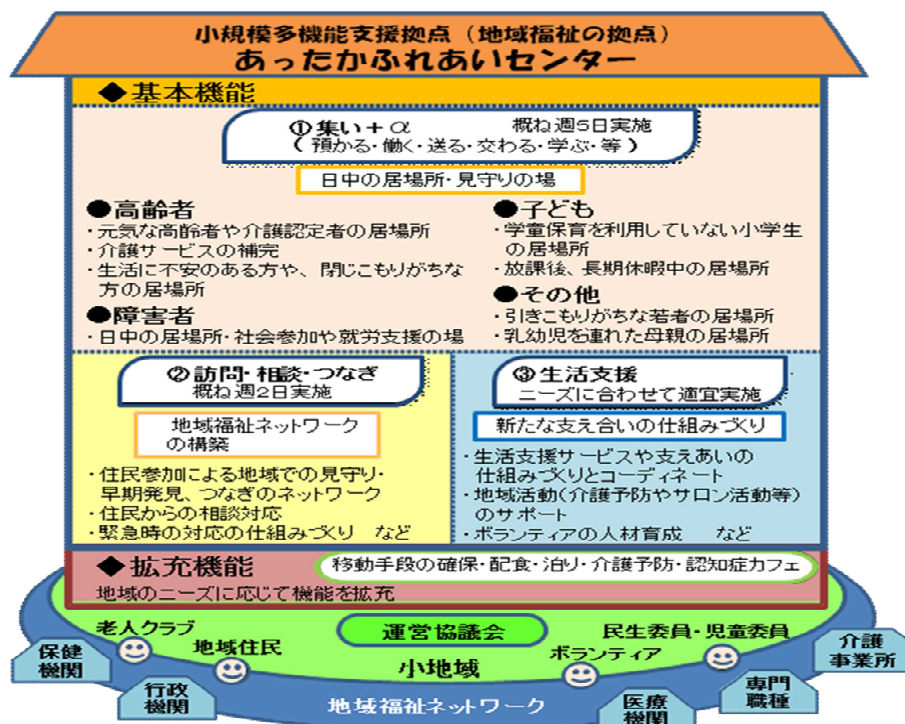 小規模多機能支援拠点（地域福祉の拠点）
あったかふれあいセンター
◆基本機能
①集い+α 概ね週5日実施
（預かる・働く・送る・交わる・学ぶ・等）
日中の居場所・見守りの場
●高齢者
・元気な高齢者や介護認定者の居場所
・介護サービスの補完
・生活に不安のある方や、閉じこもりがちな
方の居場所
●障害者
・日中の居場所・社会参加や就労支援の場
●子ども
・学童保育を利用していない小学生
の居場所
・放課後、長期休暇中の居場所
●その他
・引きこもりがちな若者の居場所
・乳幼児を連れた母親の居場所
②訪問・相談・つなぎ
概ね週2日実施
地域福祉ネットワーク
の構築
・住民参加による地域での見守り・
早期発見、つなぎのネットワーク
・住民からの相談対応
・緊急時の対応の仕組みづくり など
③生活支援
ニーズに合わせて適宜実施
新たな支え合いの仕組みづくり
・生活支援サービスや支えあいの
仕組みづくりとコーディネート
・地域活動(介護予防やサロン活動等)
のサポート
・ボランティアの人材育成 など
◆拡充機能
移動手段の確保・配食・泊り・介護予防・認知症カフェ
地域のニーズに応じて機能を拡充
老人クラブ
地域住民
運営協議会
小地域
ボランティア
民生委員・児童委員
保健
機関
行政
機関
地域福祉ネットワーク
医療
機関
専門
職種
介護
事業所